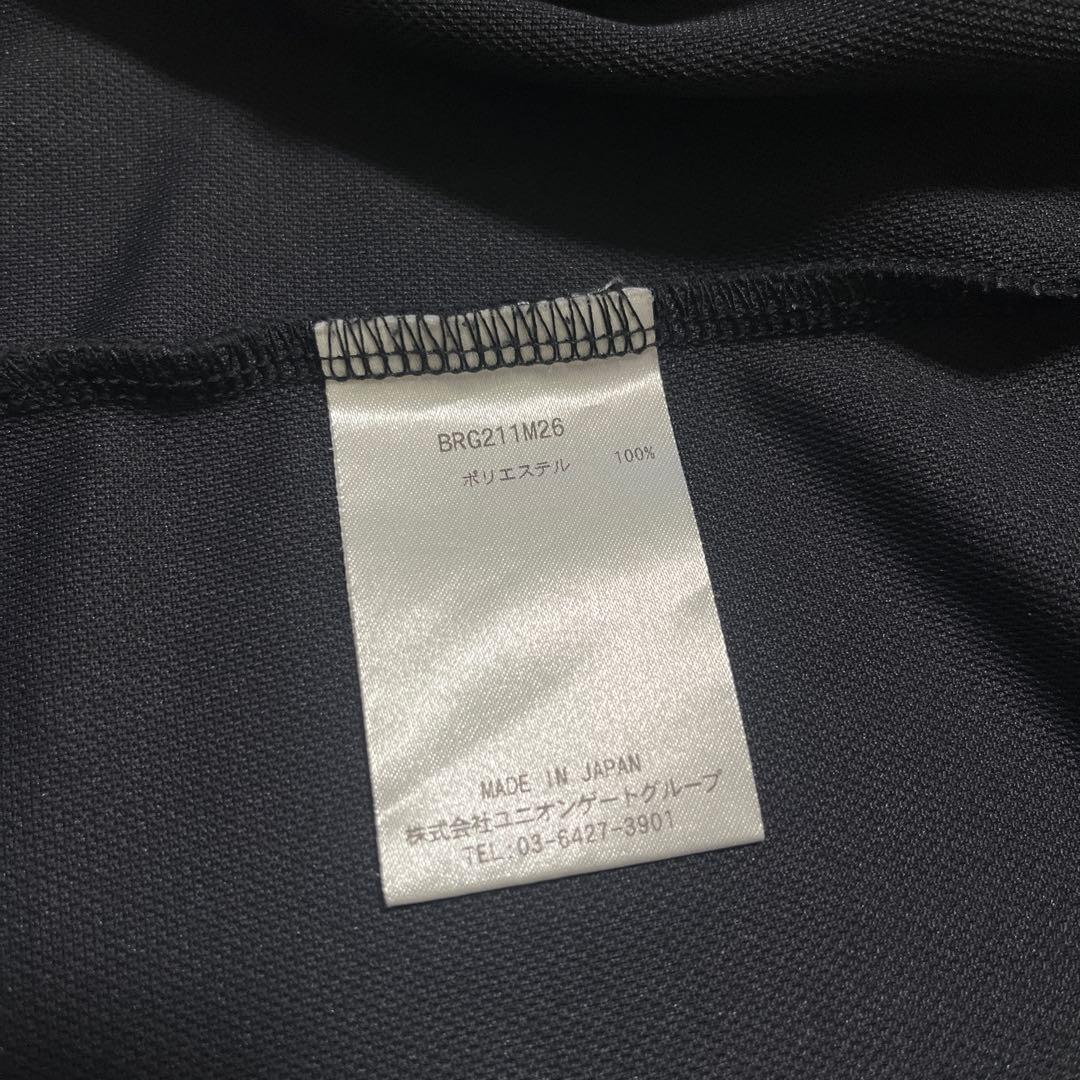 BRG211M26
ポリエステル 100%
MADE IN JAPAN
株式会社ユニオンゲートグループ
TEL:03-6427-3901